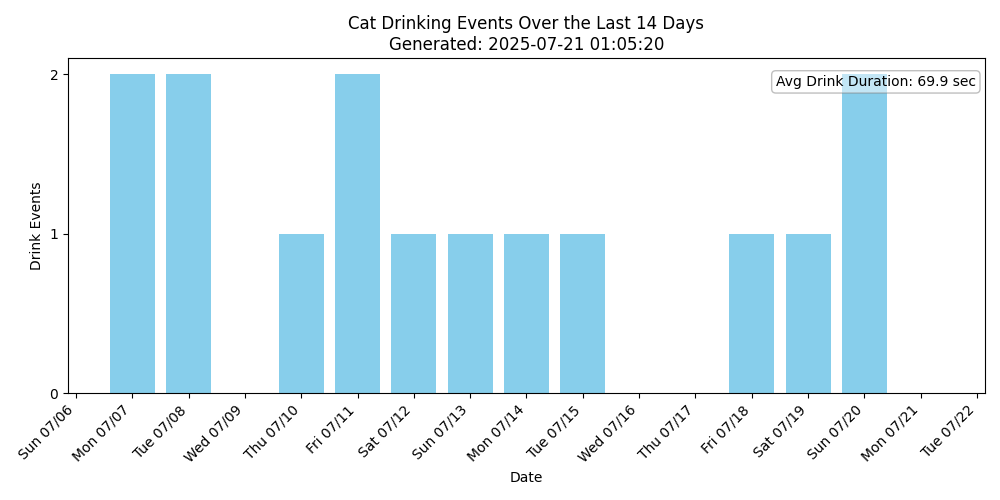 Cat Drinking Events Over the Last 14 Days
Generated: 2025-07-21 01:05:20
Avg Drink Duration: 69.9 sec
Drink Events
2
1
0
Sun 07/06
Mon 07/07
Tue 07/08
Wed 07/09
Thu 07/10
Fri 07/11
Sat 07/12
Sun 07/13
Mon 07/14
Tue 07/15
Wed 07/16
Thu 07/17
Fri 07/18
Sat 07/19
Sun 07/20
Mon 07/21
Tue 07/22
Date